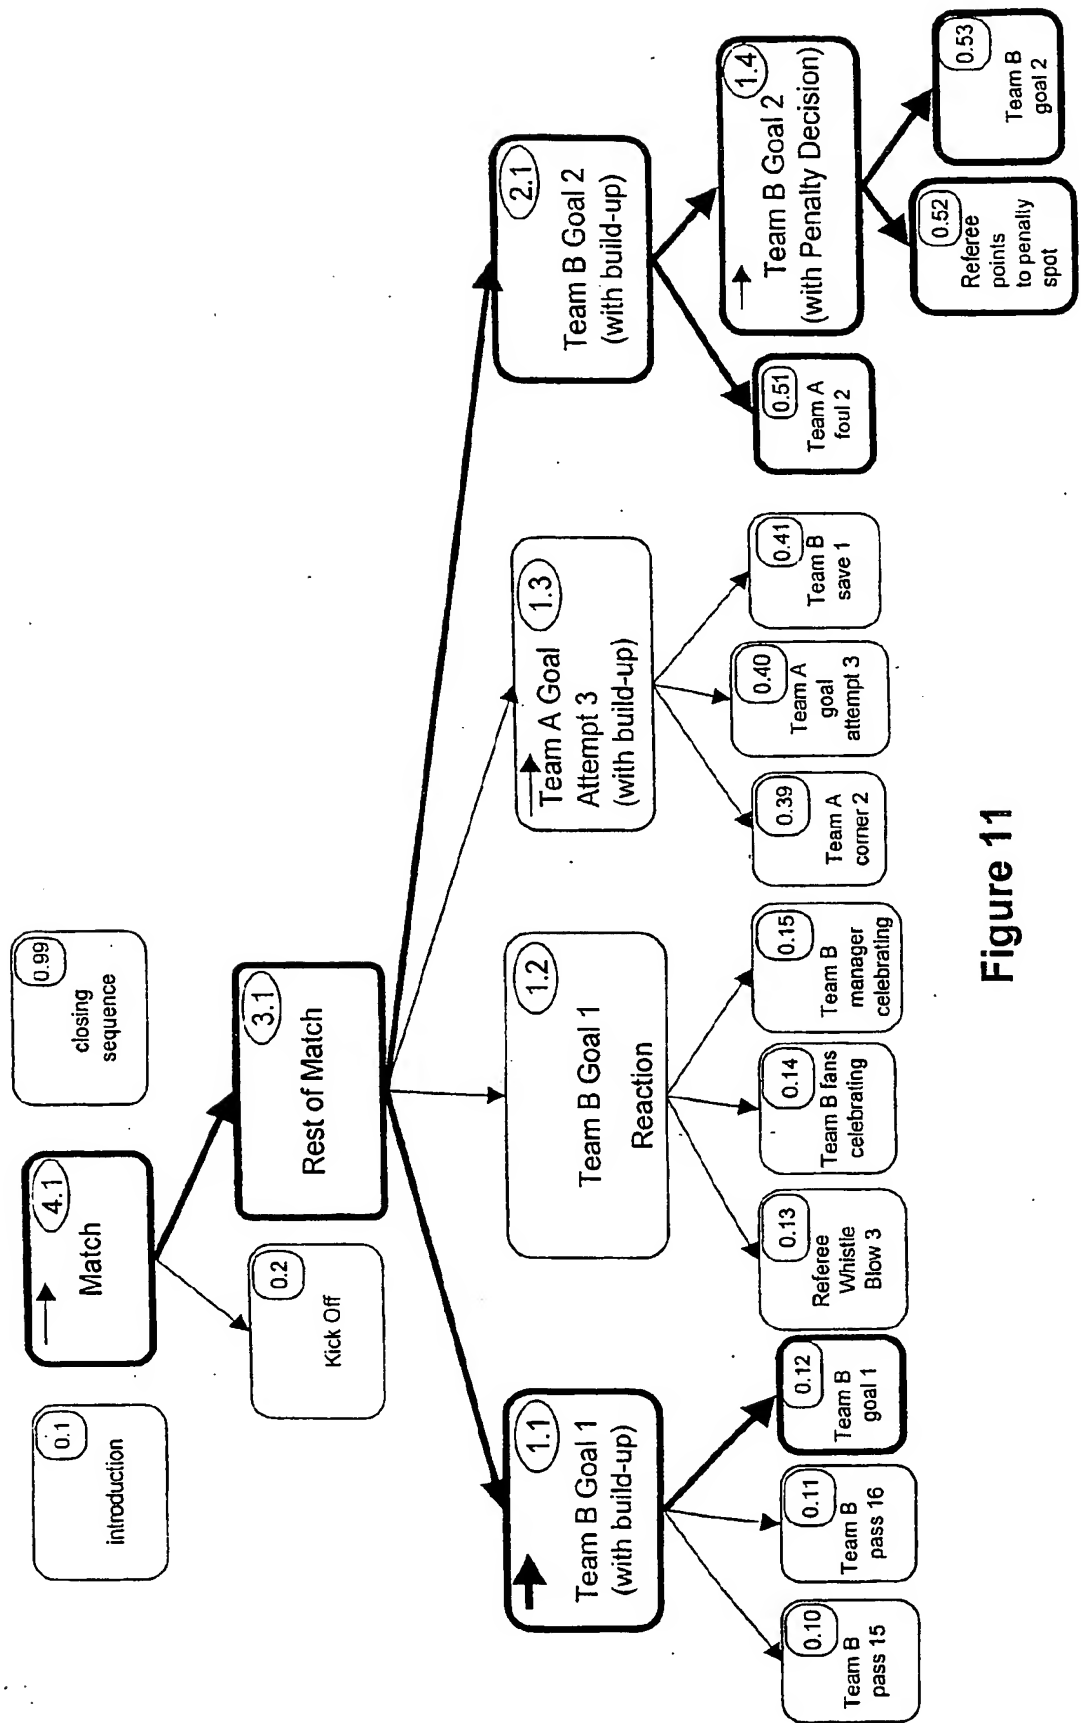 0.1
introduction
4.1
Match
0.99
closing
sequence
0.2
Kick Off
3.1
Rest of Match
1.1
Team B Goal 1
(with build-up)
1.2
Team B Goal 1
Reaction
1.3
Team A Goal
Attempt 3
(with build-up)
2.1
Team B Goal 2
(with build-up)
0.10
Team B
pass 15
0.11
Team B
pass 16
0.12
Team B
goal 1
0.13
Referee
Whistle
Blow 3
0.14
Team B fans
celebrating
0.15
Team B
manager
celebrating
0.39
Team A
corner 2
0.40
Team A
goal
attempt 3
0.41
Team B
save 1
0.51
Team A
foul 2
1.4
Team B Goal 2
(with Penalty Decision)
0.52
Referee
points
to penalty
spot
0.53
Team B
goal 2
Figure 11